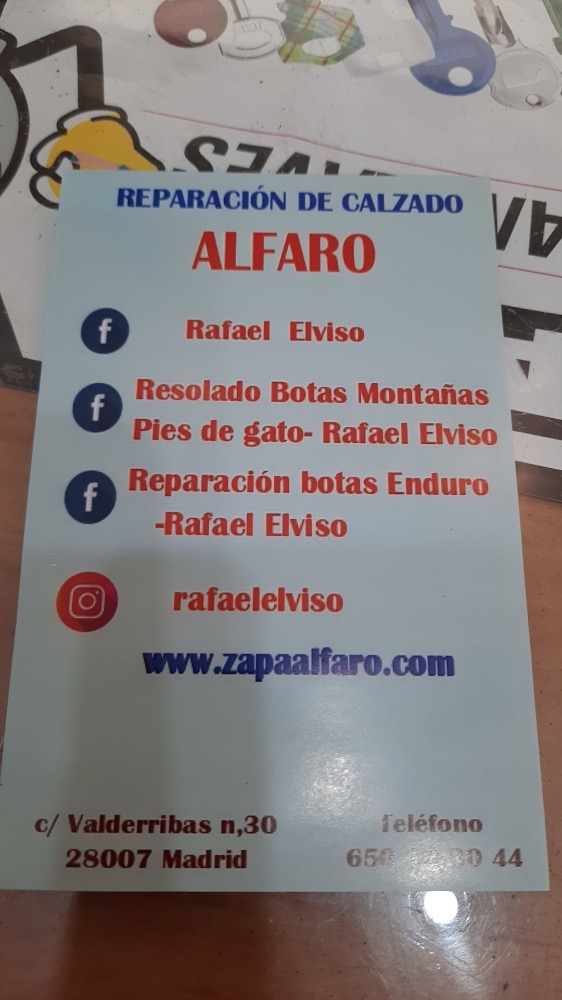 REPARACIÓN DE CALZADO
ALFARO
Rafael Elviso
Resolado Botas Montañas
Pies de gato- Rafael Elviso
Reparación botas Enduro
-Rafael Elviso
rafaelelviso
www.zapaalfaro.com
c/ Valderribas n,30
28007 Madrid
Teléfono
44